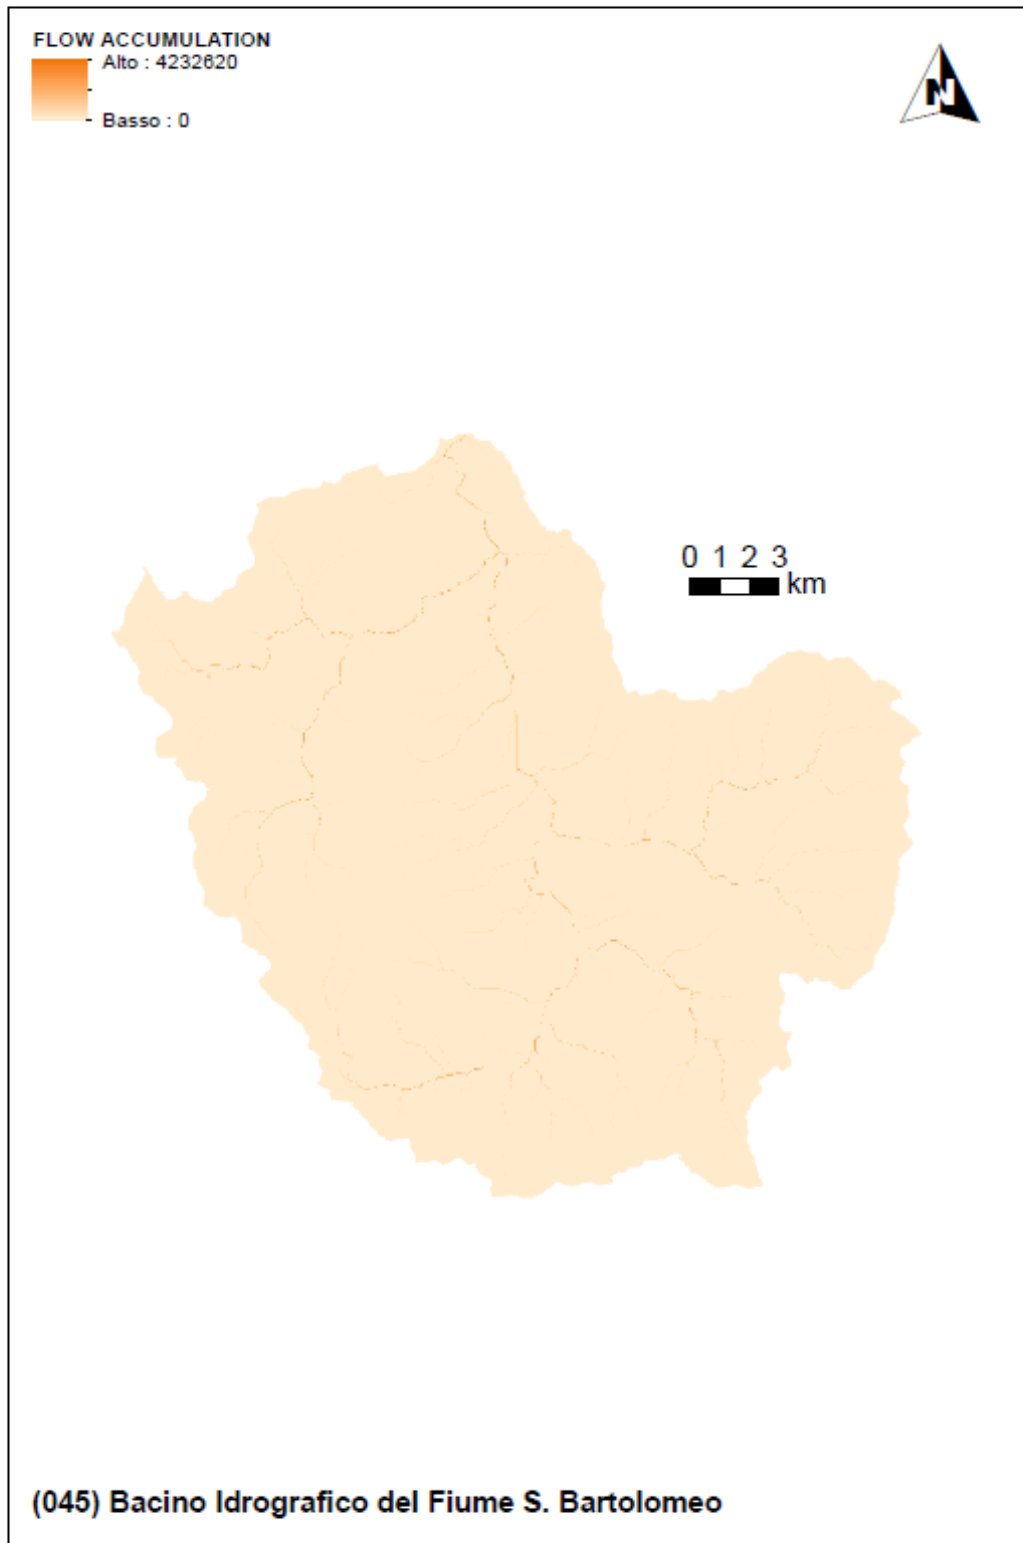 FLOW ACCUMULATION
Alto : 4232620
Basso : 0
N
0 1 2 3
km
(045) Bacino Idrografico del Fiume S. Bartolomeo